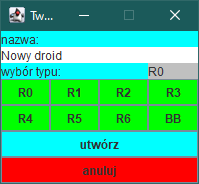 Tw...
nazwa:
Nowy droid
wybór typu: R0
R0 R1 R2 R3
R4 R5 R6 BB
utwórz
anuluj